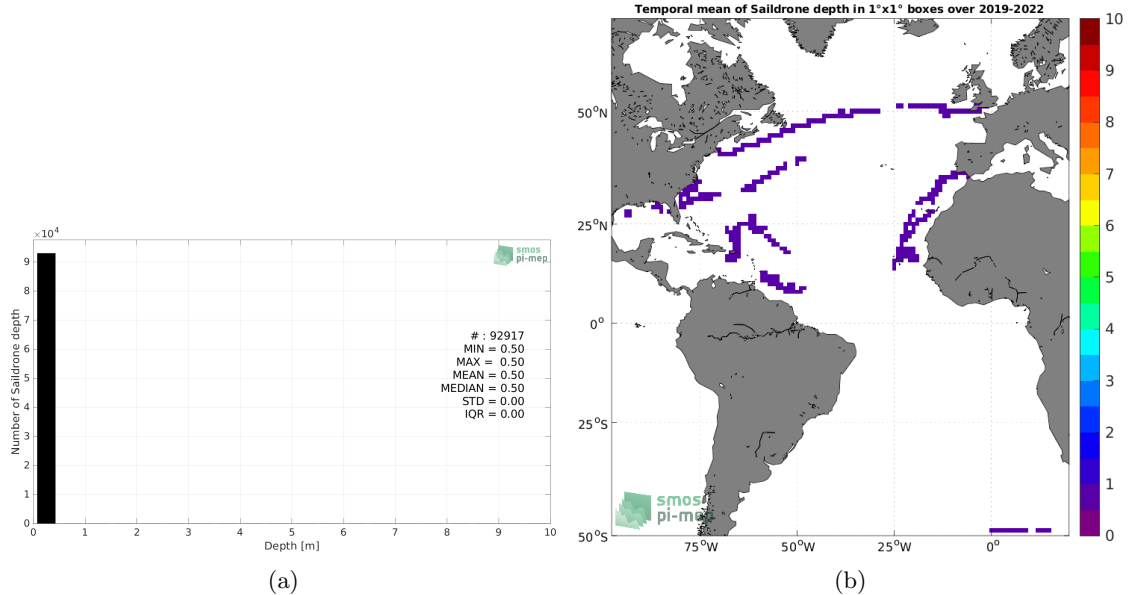 ×10⁴
9
8
7
6
5
4
3
2
1
0
Number of Saildrone depth
smos
pi-mep
# : 92917
MIN = 0.50
MAX = 0.50
MEAN = 0.50
MEDIAN = 0.50
STD = 0.00
IQR = 0.00
0 1 2 3 4 5 6 7 8 9 10
Depth [m]
(a)
Temporal mean of Saildrone depth in 1°x1° boxes over 2019-2022
50°N
25°N
0°
25°S
50°S
75°W 50°W 25°W 0°
smos
pi-mep
10
9
8
7
6
5
4
3
2
1
0
(b)